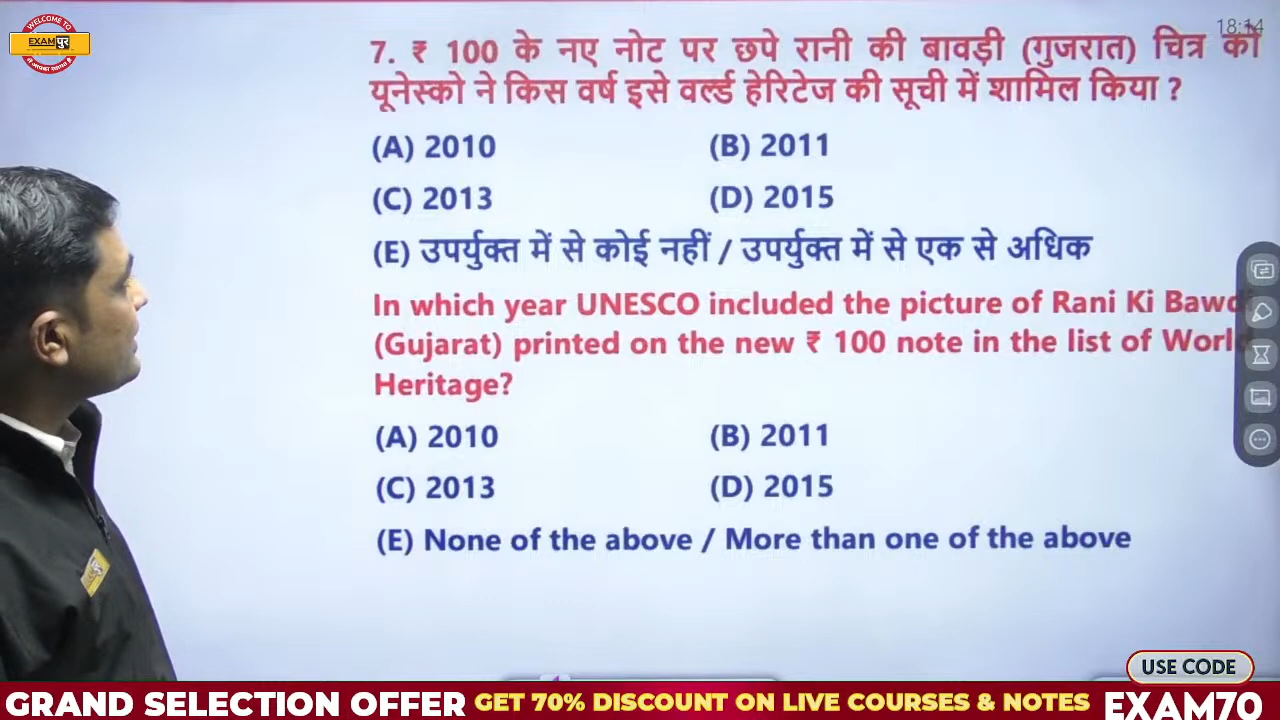 WELCOME TO
EXAMपुर
18:14
7. ₹ 100 के नए नोट पर छपे रानी की बावड़ी (गुजरात) चित्र को
यूनेस्को ने किस वर्ष इसे वर्ल्ड हेरिटेज की सूची में शामिल किया ?
(A) 2010 (B) 2011
(C) 2013 (D) 2015
(E) उपर्युक्त में से कोई नहीं / उपर्युक्त में से एक से अधिक
In which year UNESCO included the picture of Rani Ki Bawd
(Gujarat) printed on the new ₹ 100 note in the list of World
Heritage?
(A) 2010 (B) 2011
(C) 2013 (D) 2015
(E) None of the above / More than one of the above
USE CODE
GRAND SELECTION OFFER GET 70% DISCOUNT ON LIVE COURSES & NOTES EXAM70